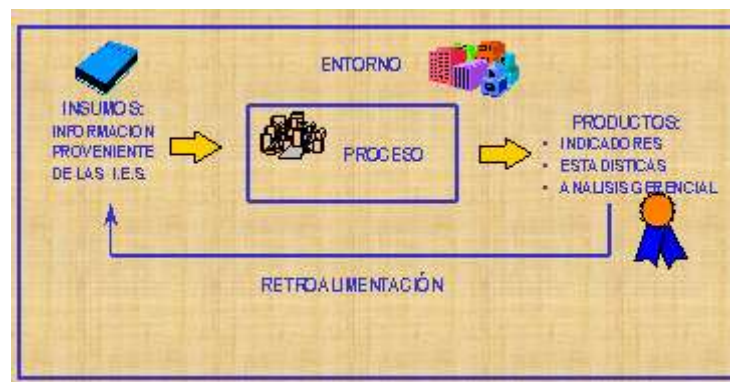 ENTORNO
INSUMOS:
INFORMACION
PROVENIENTE
DE LAS I.E.S.
PROCESO
PRODUCTOS:
• INDICADORES
• ESTADISTICAS
• ANALISIS GERENCIAL
RETROALIMENTACIÓN